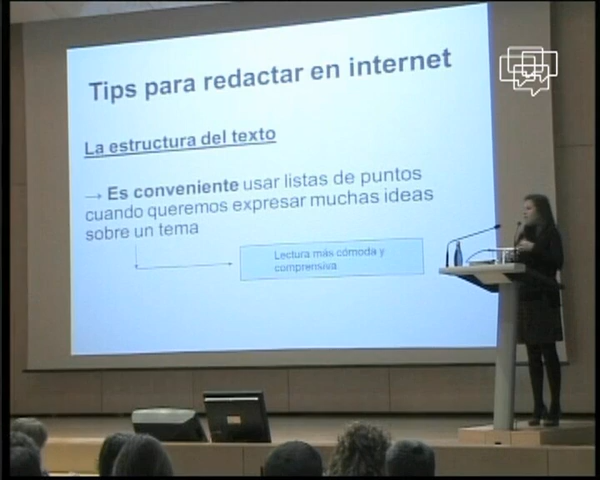 Tips para redactar en internet
La estructura del texto
→ Es conveniente usar listas de puntos
cuando queremos expresar muchas ideas
sobre un tema
Lectura más cómoda y
comprensiva